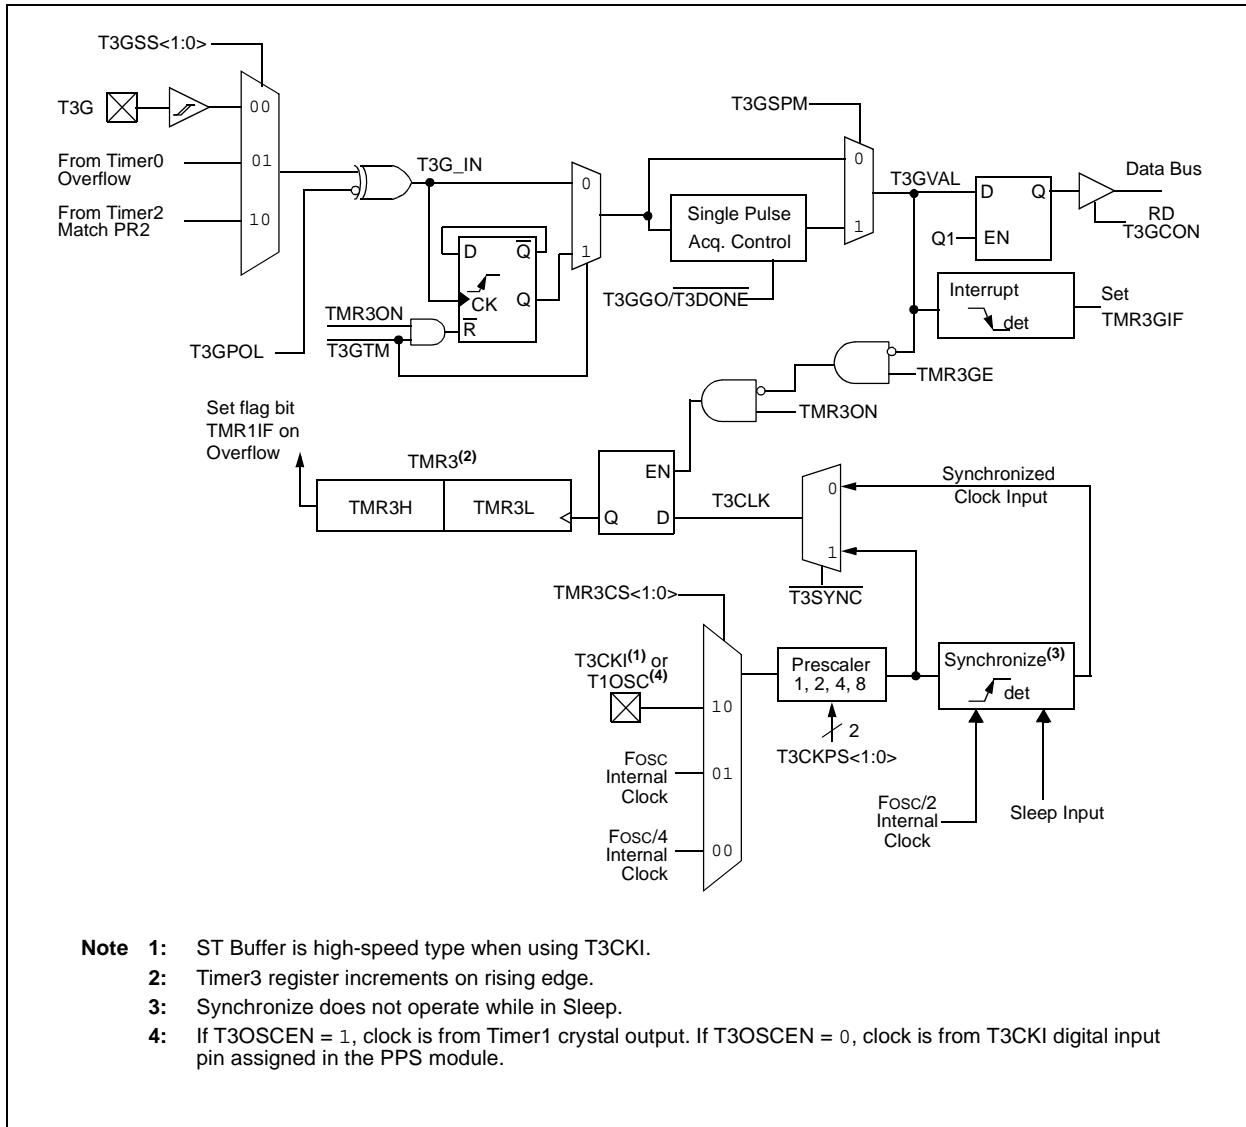 T3GSS<1:0>
T3G
00
From Timer0
Overflow
01
From Timer2
Match PR2
10
T3GPOL
T3G_IN
D
Q
CK
Q
R
TMR3ON
T3GTM
0
1
T3GSPM
Single Pulse
Acq. Control
T3GGO/T3DONE
0
1
T3GVAL
D
Q
Q1
EN
Data Bus
RD
T3GCON
Interrupt
det
Set
TMR3GIF
TMR3GE
TMR3ON
Set flag bit
TMR1IF on
Overflow
TMR3(2)
TMR3H
TMR3L
EN
Q
D
T3CLK
0
1
T3SYNC
Synchronized
Clock Input
TMR3CS<1:0>
T3CKI(1) or
T1OSC(4)
10
FOSC
Internal
Clock
01
FOSC/4
Internal
Clock
00
Prescaler
1, 2, 4, 8
2
T3CKPS<1:0>
Synchronize(3)
det
FOSC/2
Internal
Clock
Sleep Input
Note 1: ST Buffer is high-speed type when using T3CKI.
2: Timer3 register increments on rising edge.
3: Synchronize does not operate while in Sleep.
4: If T3OSCEN = 1, clock is from Timer1 crystal output. If T3OSCEN = 0, clock is from T3CKI digital input
pin assigned in the PPS module.